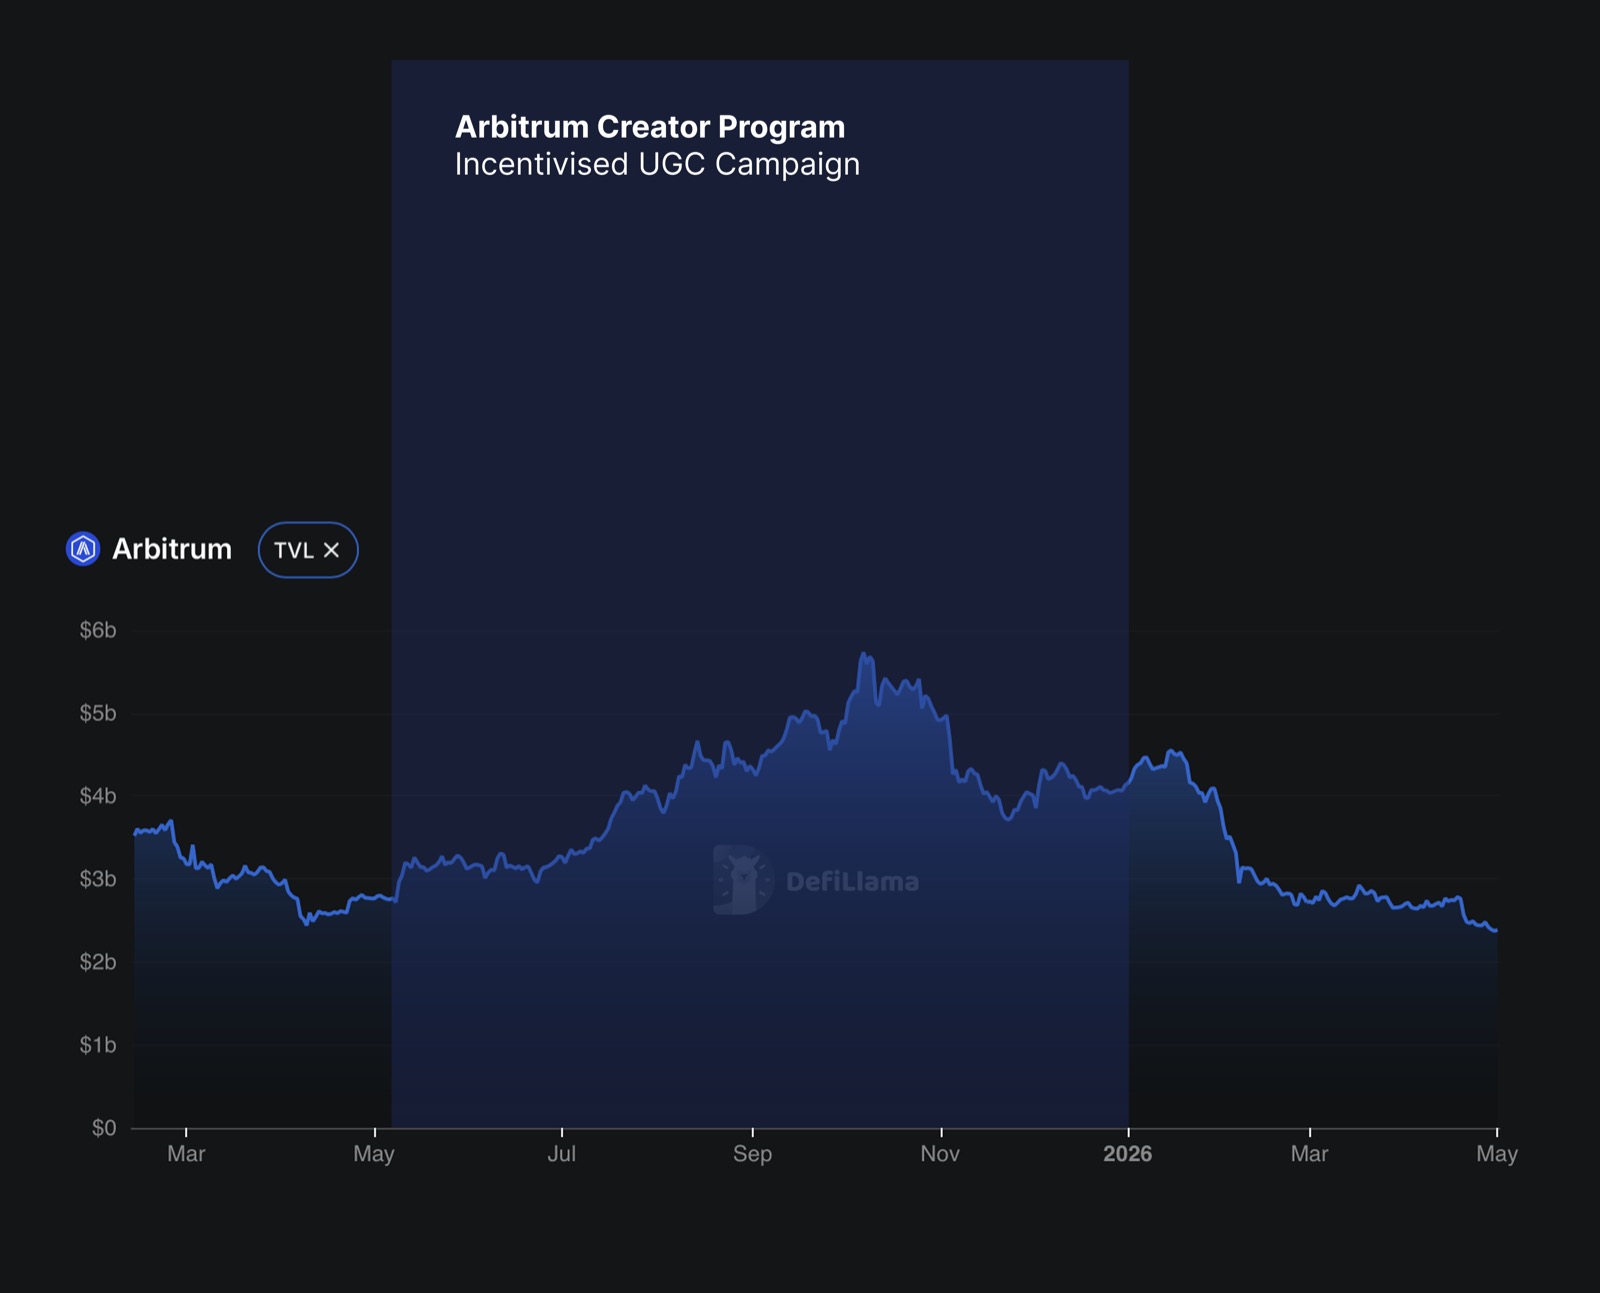 Arbitrum Creator Program
Incentivised UGC Campaign
Arbitrum TVL
$6b
$5b
$4b
$3b
$2b
$1b
$0
DefiLlama
Mar May Jul Sep Nov 2026 Mar May